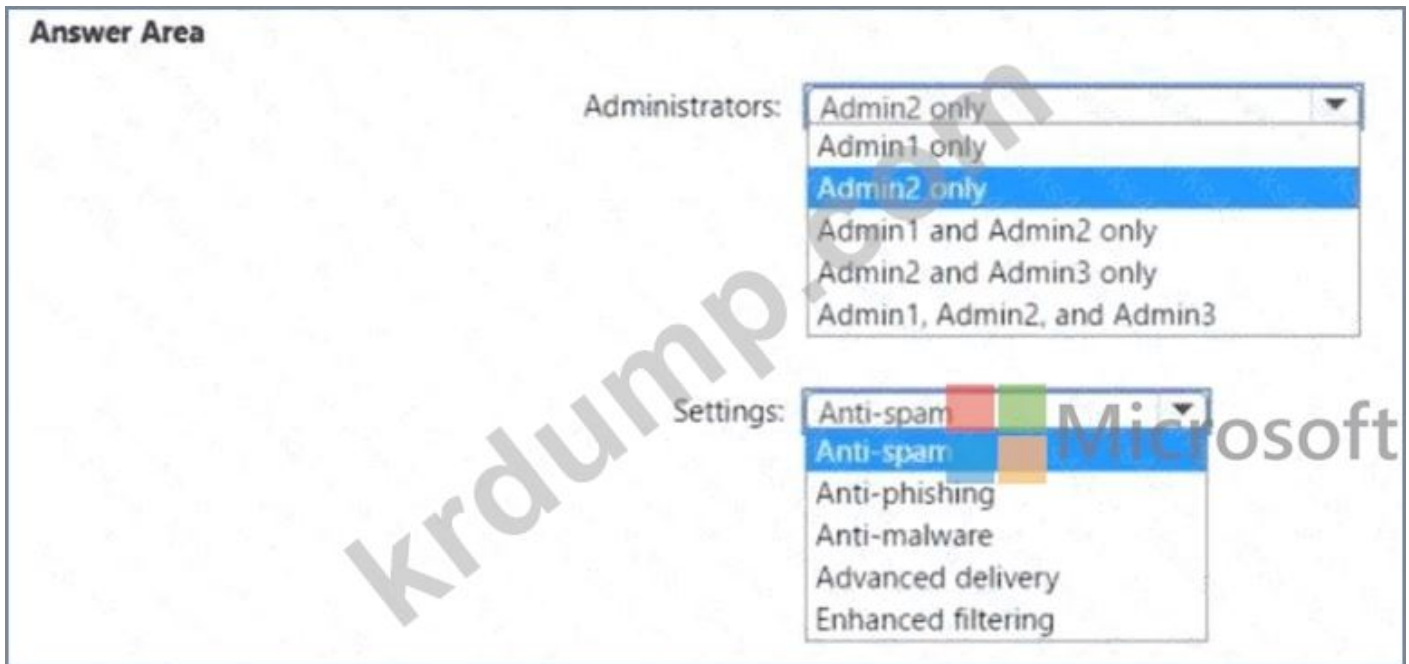 Answer Area
Administrators:
Admin2 only
Admin1 only
Admin2 only
Admin1 and Admin2 only
Admin2 and Admin3 only
Admin1, Admin2, and Admin3
Settings:
Anti-spam
Anti-spam
Anti-phishing
Anti-malware
Advanced delivery
Enhanced filtering
Microsoft
krdump.com